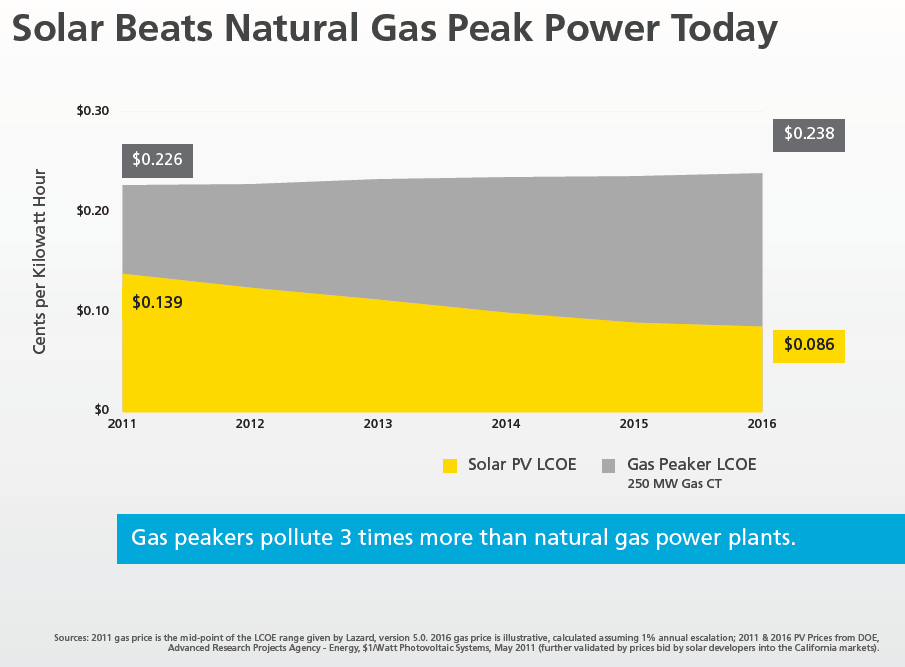 Solar Beats Natural Gas Peak Power Today
$0.30
$0.238
$0.226
Cents per Kilowatt Hour
$0.20
$0.139
$0.10
$0.086
$0
2011 2012 2013 2014 2015 2016
Solar PV LCOE Gas Peaker LCOE
250 MW Gas CT
Gas peakers pollute 3 times more than natural gas power plants.
Sources: 2011 gas price is the mid-point of the LCOE range given by Lazard, version 5.0. 2016 gas price is illustrative, calculated assuming 1% annual escalation; 2011 & 2016 PV Prices from DOE,
Advanced Research Projects Agency - Energy, $1/Watt Photovoltaic Systems, May 2011 (further validated by prices bid by solar developers into the California markets).